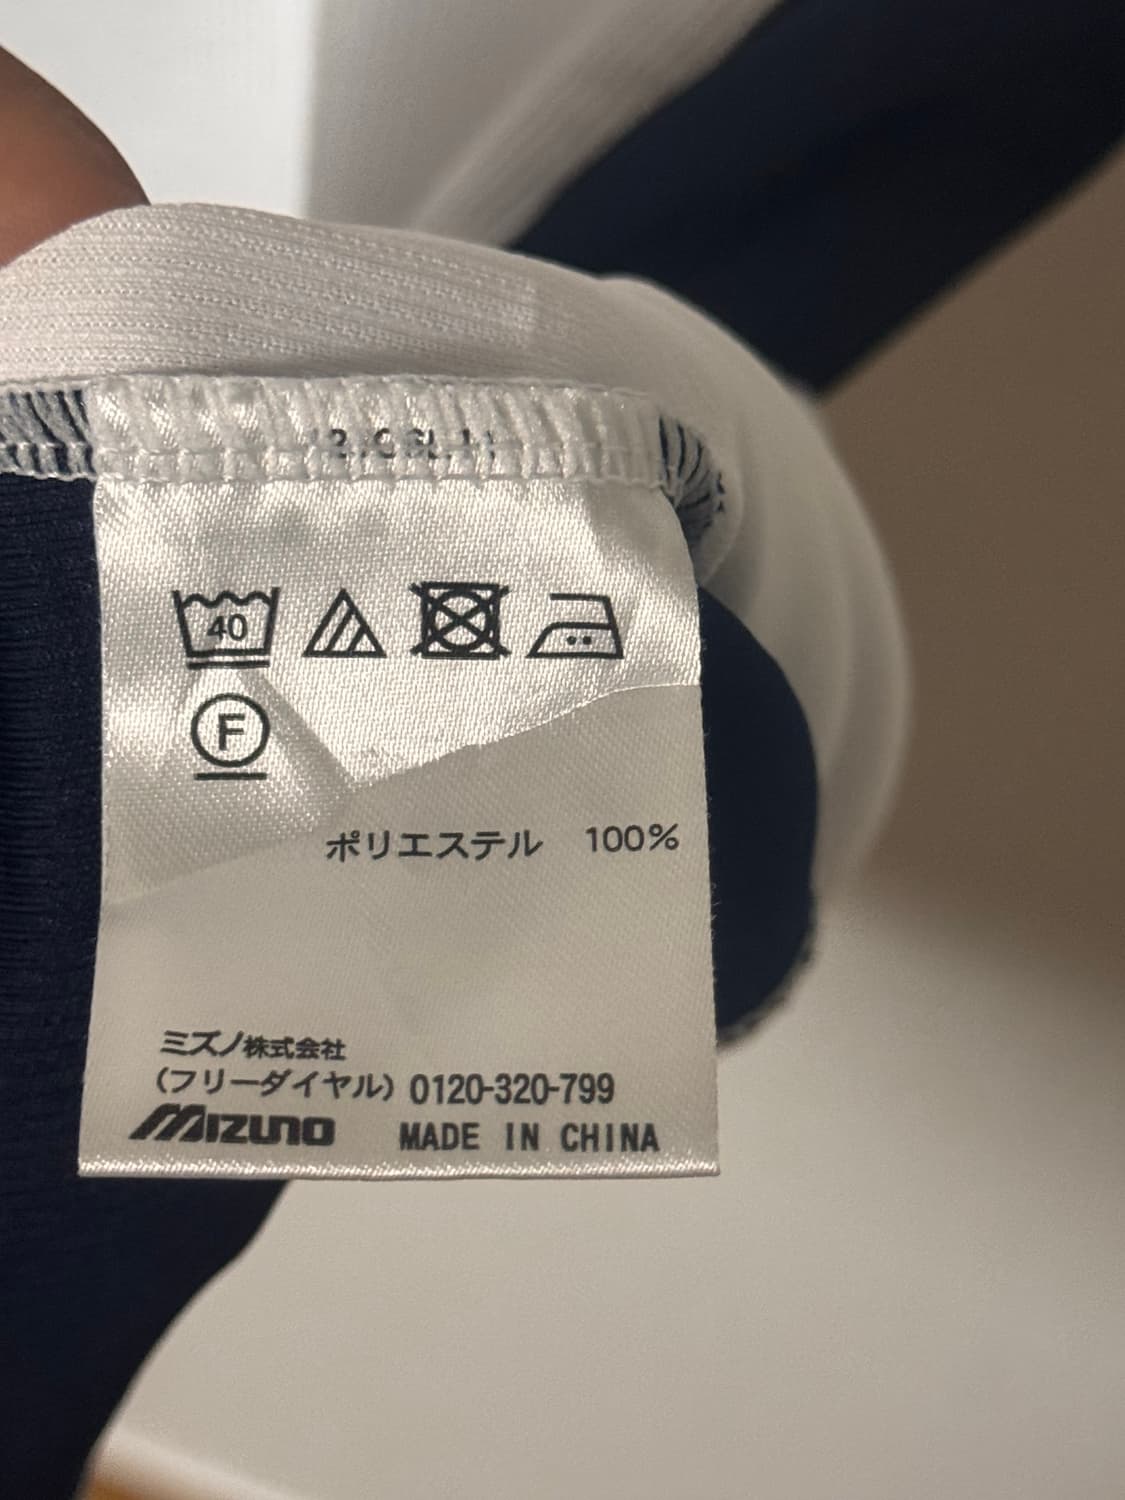 40
F
ポリエステル 100%
ミズノ株式会社
(フリーダイヤル) 0120-320-799
MIZUNO MADE IN CHINA